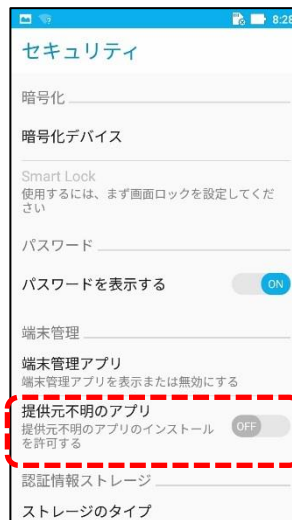 8:28
セキュリティ
暗号化
暗号化デバイス
Smart Lock
使用するには、まず画面ロックを設定してくだ
さい
パスワード
パスワードを表示する
ON
端末管理
端末管理アプリ
端末管理アプリを表示または無効にする
提供元不明のアプリ
提供元不明のアプリのインストール
を許可する
OFF
認証情報ストレージ
ストレージのタイプ